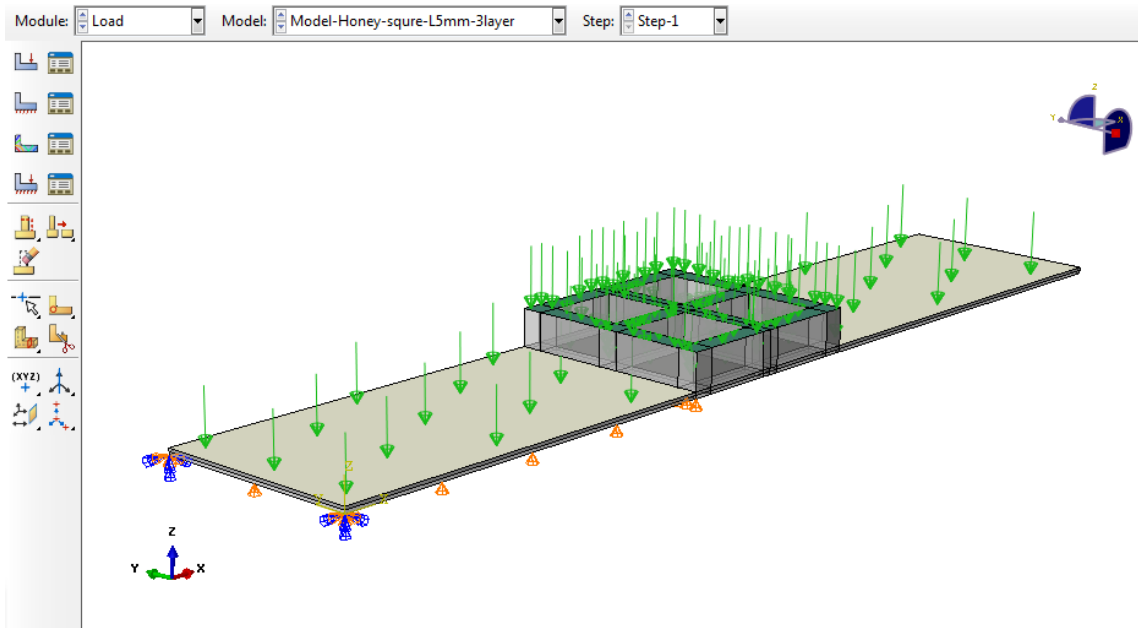 Module: Load Model: Model-Honey-squre-L5mm-3layer Step: Step-1
Z
Y X
(XYZ)
Z
Z
Y X